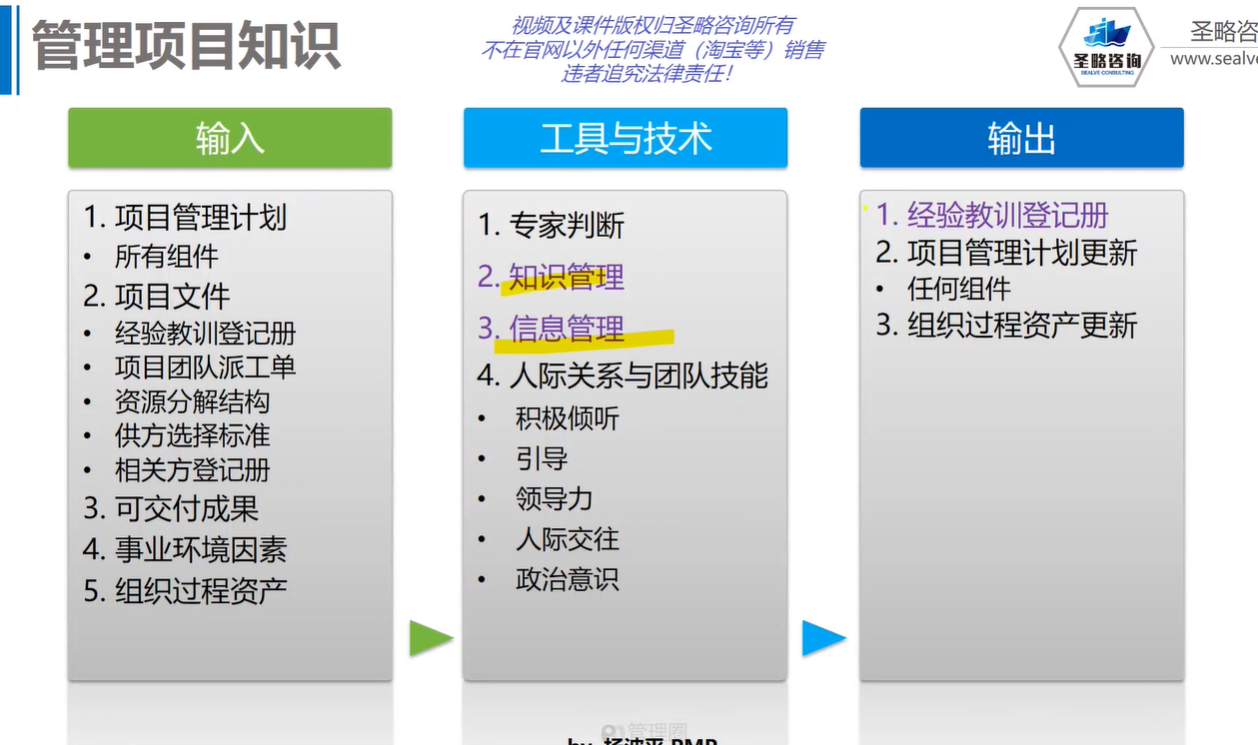 管理项目知识
视频及课件版权归圣略咨询所有
不在官网以外任何渠道（淘宝等）销售
违者追究法律责任！
圣略咨询
SEALVE CONSULTING
圣略咨
www.sealve
输入
1. 项目管理计划
• 所有组件
2. 项目文件
• 经验教训登记册
• 项目团队派工单
• 资源分解结构
• 供方选择标准
• 相关方登记册
3. 可交付成果
4. 事业环境因素
5. 组织过程资产
工具与技术
1. 专家判断
2. 知识管理
3. 信息管理
4. 人际关系与团队技能
• 积极倾听
• 引导
• 领导力
• 人际交往
• 政治意识
输出
1. 经验教训登记册
2. 项目管理计划更新
• 任何组件
3. 组织过程资产更新
管理圈
by 杨波平 PMP